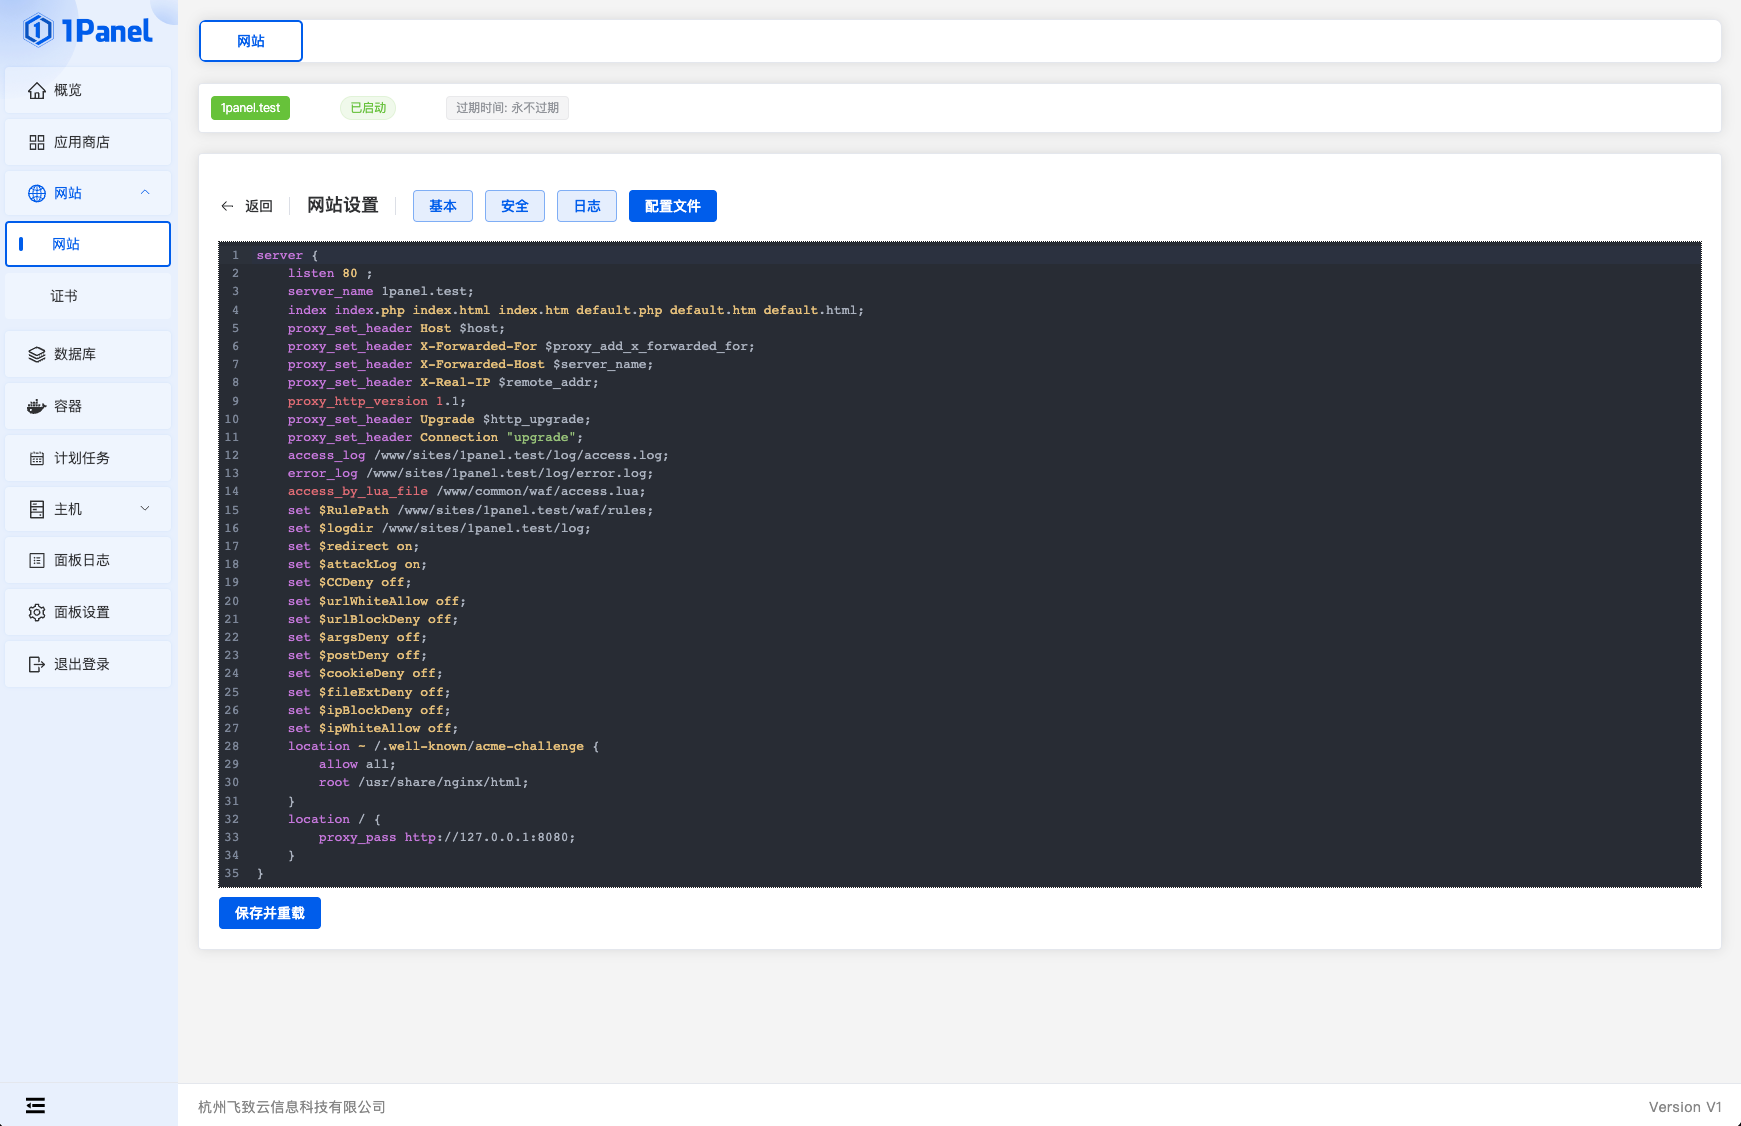 1Panel
概览
应用商店
网站
网站
证书
数据库
容器
计划任务
主机
面板日志
面板设置
退出登录
网站
1panel.test 已启动 过期时间: 永不过期
返回 网站设置 基本 安全 日志 配置文件
1 server {
2 listen 80 ;
3 server_name 1panel.test;
4 index index.php index.html index.htm default.php default.htm default.html;
5 proxy_set_header Host $host;
6 proxy_set_header X-Forwarded-For $proxy_add_x_forwarded_for;
7 proxy_set_header X-Forwarded-Host $server_name;
8 proxy_set_header X-Real-IP $remote_addr;
9 proxy_http_version 1.1;
10 proxy_set_header Upgrade $http_upgrade;
11 proxy_set_header Connection "upgrade";
12 access_log /www/sites/1panel.test/log/access.log;
13 error_log /www/sites/1panel.test/log/error.log;
14 access_by_lua_file /www/common/waf/access.lua;
15 set $RulePath /www/sites/1panel.test/waf/rules;
16 set $logdir /www/sites/1panel.test/log;
17 set $redirect on;
18 set $attackLog on;
19 set $CCDeny off;
20 set $urlWhiteAllow off;
21 set $urlBlockDeny off;
22 set $argsDeny off;
23 set $postDeny off;
24 set $cookieDeny off;
25 set $fileExtDeny off;
26 set $ipBlockDeny off;
27 set $ipWhiteAllow off;
28 location ~ /.well-known/acme-challenge {
29 allow all;
30 root /usr/share/nginx/html;
31 }
32 location / {
33 proxy_pass http://127.0.0.1:8080;
34 }
35 }
保存并重载
杭州飞致云信息科技有限公司 Version V1